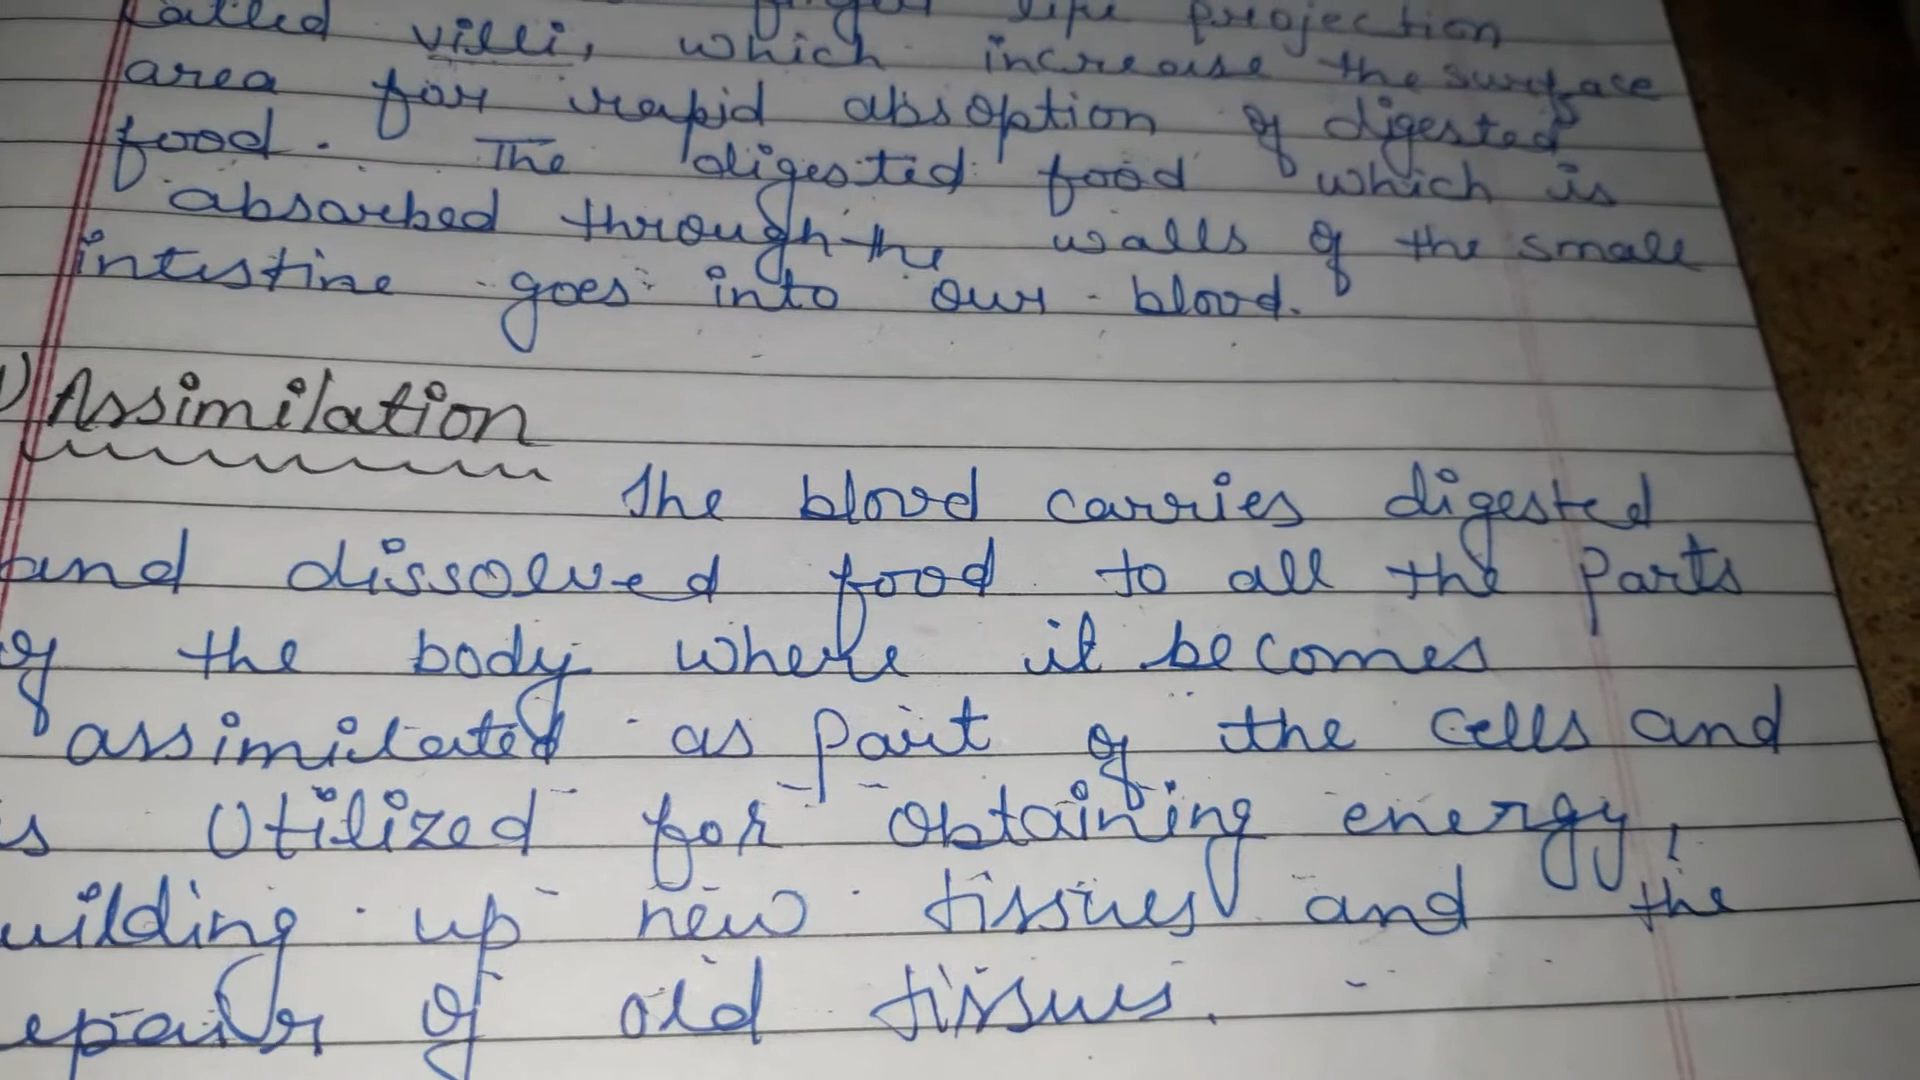 called villi, which increase the surface
area for rapid absoption of digested
food. The digested food which is
absorbed through the walls of the small
intestine goes into our blood.
) Assimilation
The blood carries digested
and dissolved food to all the Parts
of the body where it becomes
assimilated as part of the cells and
is Utilized for obtaining energy,
uilding up new tissues and the
epair of old tissues.